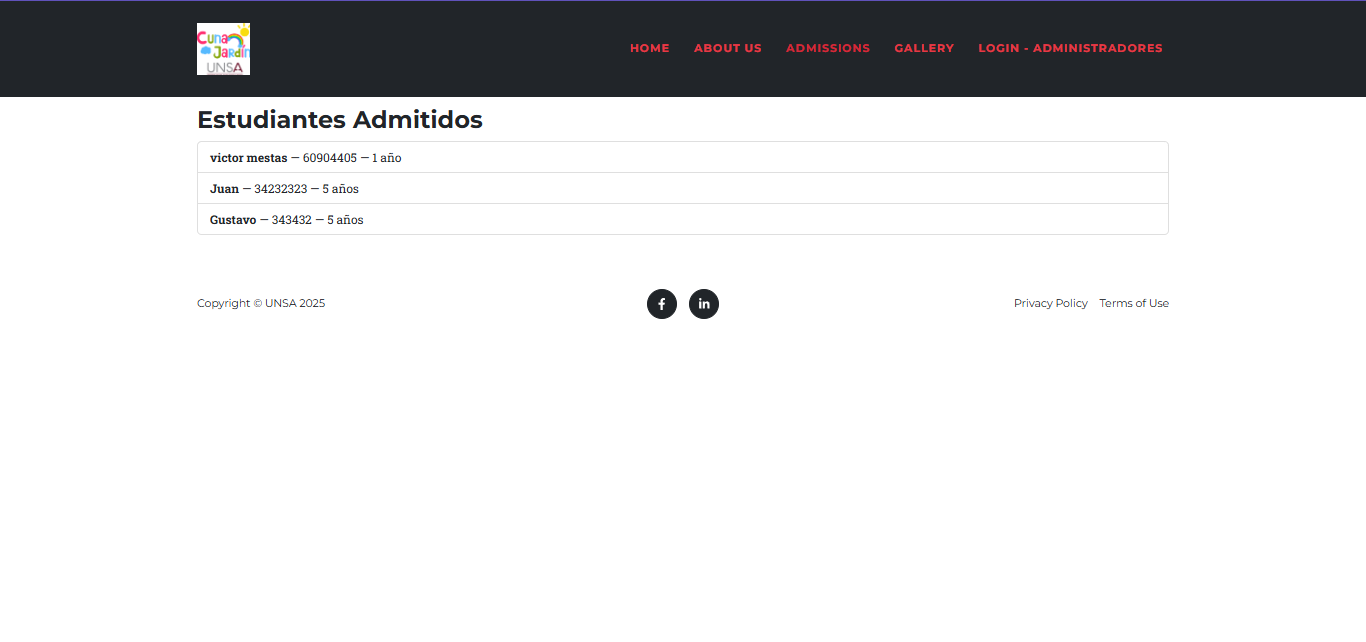 Cuna
Jardín
UNSA
HOME ABOUT US ADMISSIONS GALLERY LOGIN - ADMINISTRADORES
Estudiantes Admitidos
victor mestas — 60904405 — 1 año
Juan — 34232323 — 5 años
Gustavo — 343432 — 5 años
Copyright © UNSA 2025 f in Privacy Policy Terms of Use